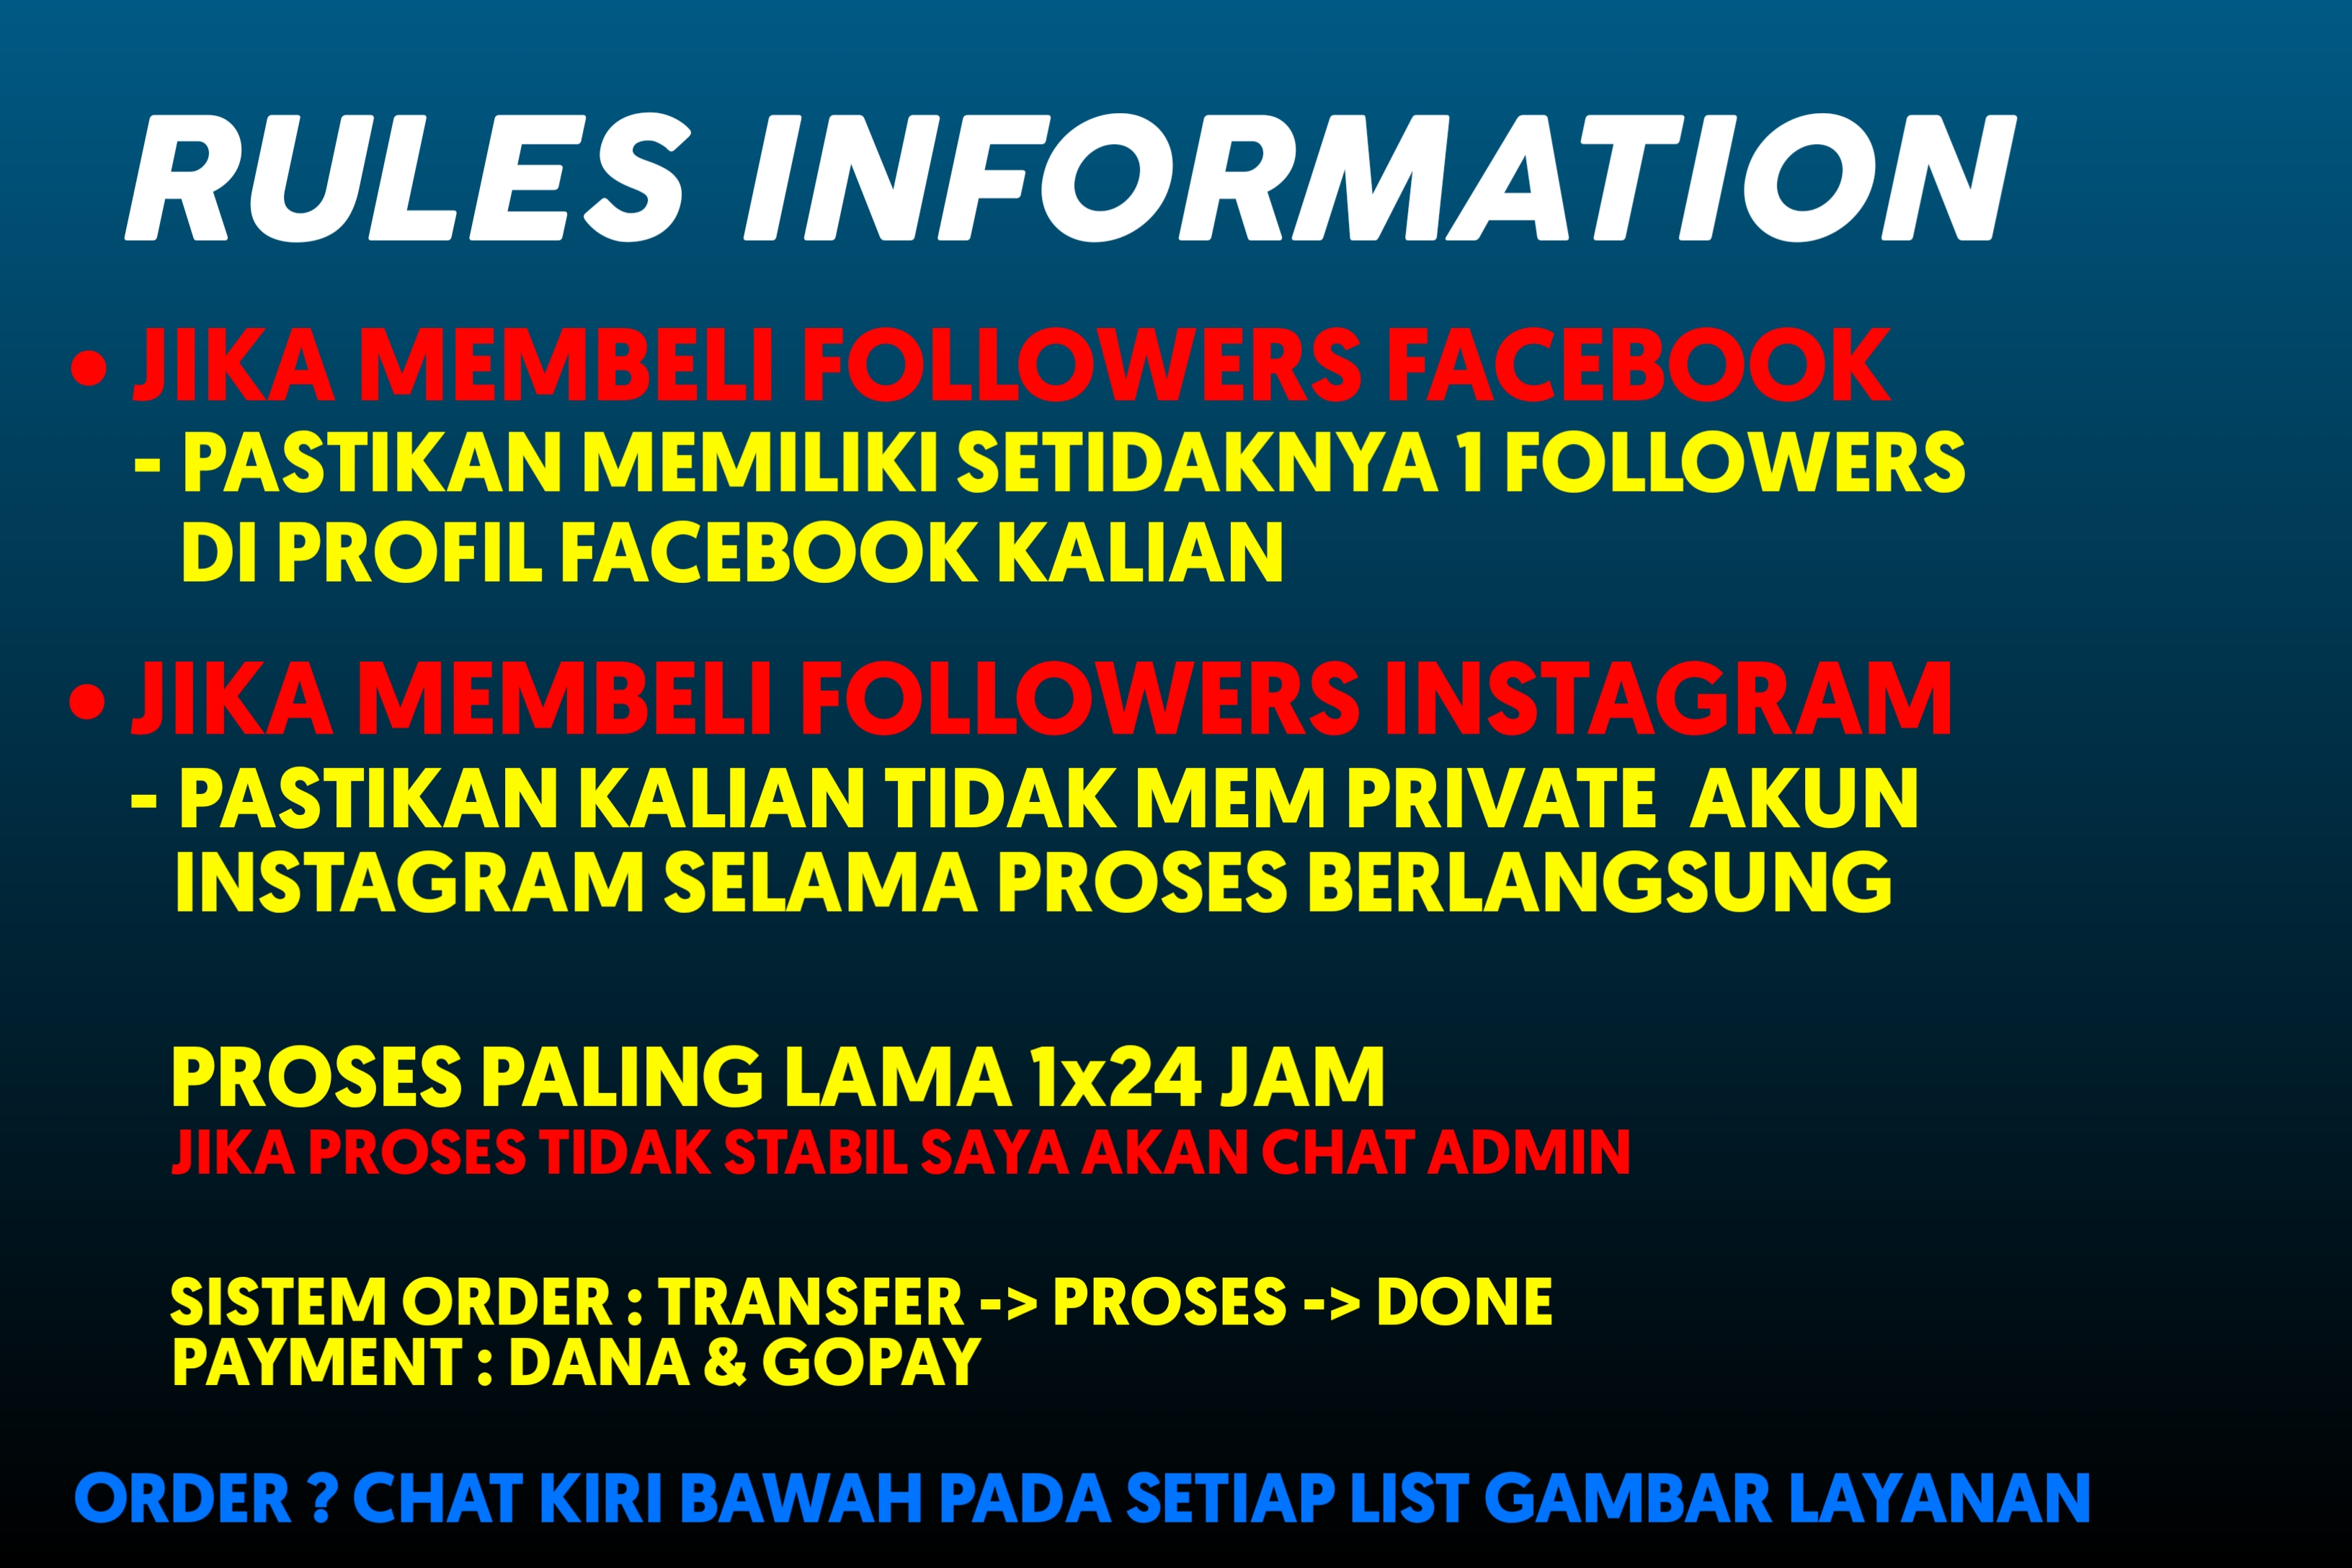 RULES INFORMATION
• JIKA MEMBELI FOLLOWERS FACEBOOK
- PASTIKAN MEMILIKI SETIDAKNYA 1 FOLLOWERS
DI PROFIL FACEBOOK KALIAN
• JIKA MEMBELI FOLLOWERS INSTAGRAM
- PASTIKAN KALIAN TIDAK MEM PRIVATE AKUN
INSTAGRAM SELAMA PROSES BERLANGSUNG
PROSES PALING LAMA 1x24 JAM
JIKA PROSES TIDAK STABIL SAYA AKAN CHAT ADMIN
SISTEM ORDER : TRANSFER -> PROSES -> DONE
PAYMENT : DANA & GOPAY
ORDER ? CHAT KIRI BAWAH PADA SETIAP LIST GAMBAR LAYANAN